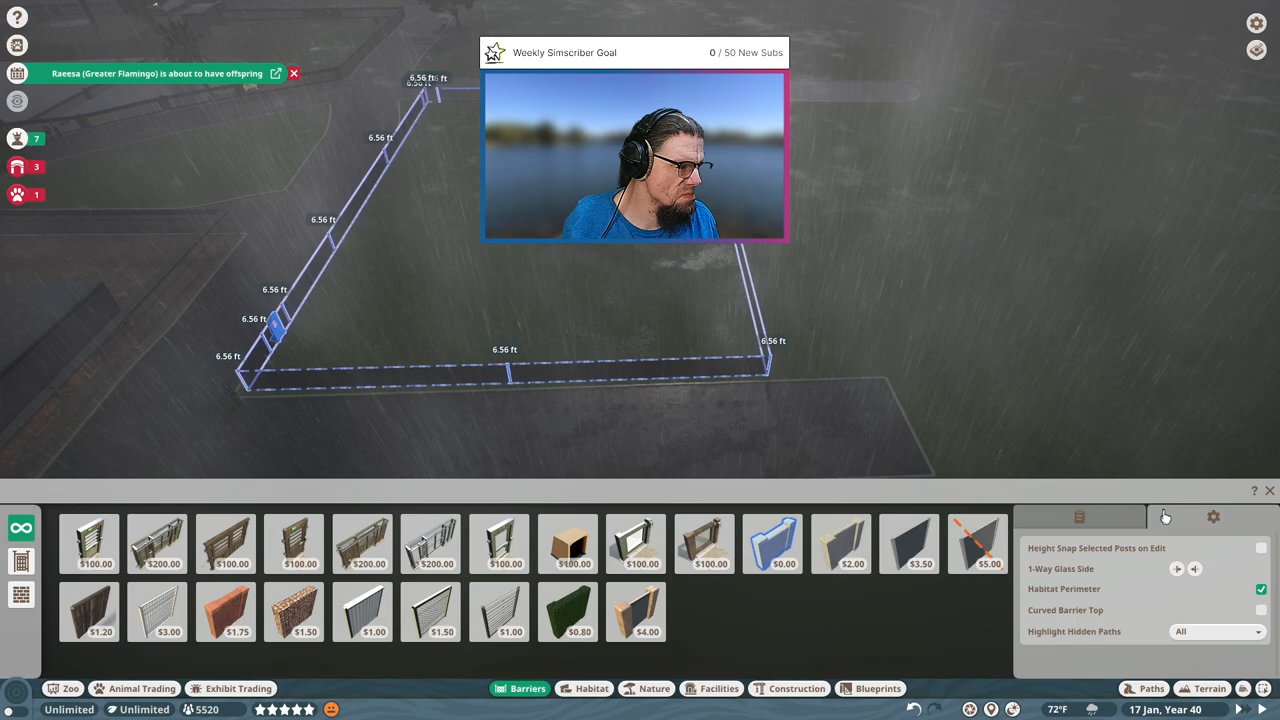 ?
Weekly Simscriber Goal 0 / 50 New Subs
Raeesa (Greater Flamingo) is about to have offspring
7
3
1
6.56 ft
6.56 ft
6.56 ft
6.56 ft
6.56 ft
6.56 ft
6.56 ft
6.56 ft
?
$100.00 $200.00 $100.00 $100.00 $200.00 $200.00 $100.00 $100.00 $100.00 $100.00 $0.00 $2.00 $3.50 $5.00
$1.20 $3.00 $1.75 $1.50 $1.00 $1.50 $1.00 $0.80 $4.00
Height Snap Selected Posts on Edit
1-Way Glass Side
Habitat Perimeter
Curved Barrier Top
Highlight Hidden Paths All
Zoo Animal Trading Exhibit Trading Barriers Habitat Nature Facilities Construction Blueprints Paths Terrain
Unlimited Unlimited 5520 72°F 17 Jan, Year 40